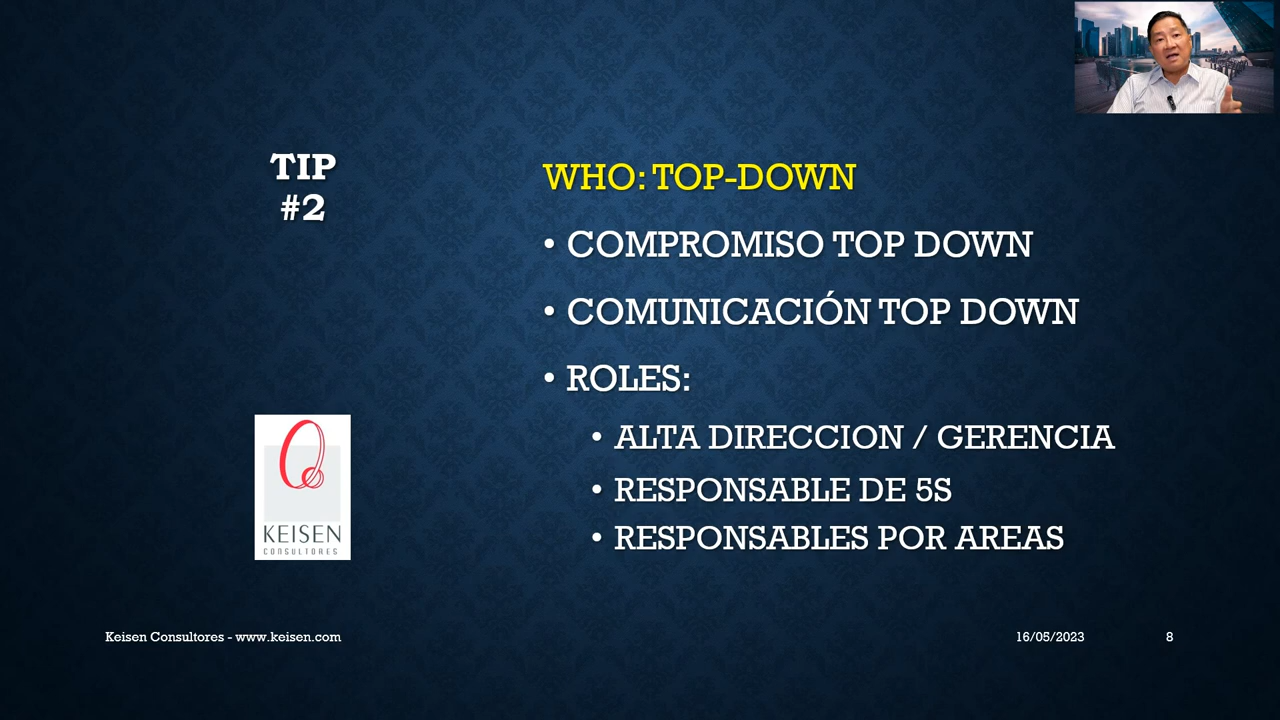 TIP
#2
WHO: TOP-DOWN
• COMPROMISO TOP DOWN
• COMUNICACIÓN TOP DOWN
• ROLES:
• ALTA DIRECCION / GERENCIA
• RESPONSABLE DE 5S
• RESPONSABLES POR AREAS
KEISEN
CONSULTORES
Keisen Consultores - www.keisen.com
16/05/2023
8